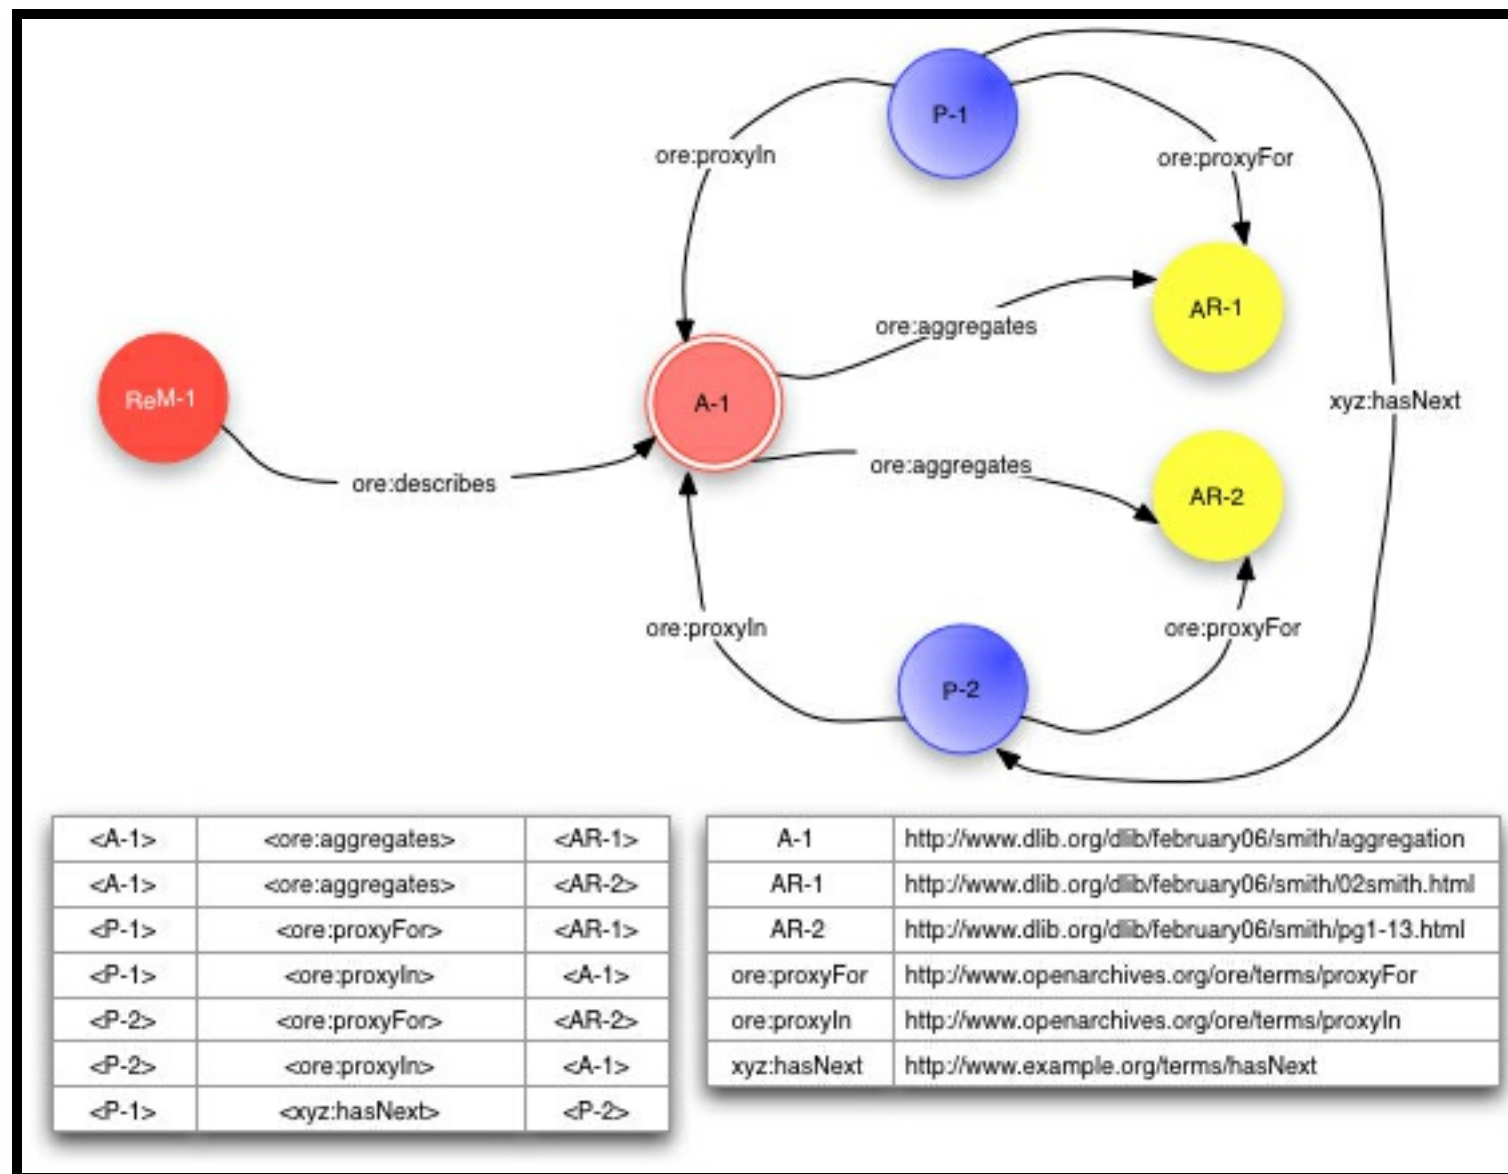 P-1
ore:proxyIn
ore:proxyFor
AR-1
ore:aggregates
ReM-1
A-1
xyz:hasNext
ore:describes
ore:aggregates
AR-2
ore:proxyIn
ore:proxyFor
P-2
<A-1> <ore:aggregates> <AR-1>
<A-1> <ore:aggregates> <AR-2>
<P-1> <ore:proxyFor> <AR-1>
<P-1> <ore:proxyIn> <A-1>
<P-2> <ore:proxyFor> <AR-2>
<P-2> <ore:proxyIn> <A-1>
<P-1> <xyz:hasNext> <P-2>
A-1 http://www.dlib.org/dlib/february06/smith/aggregation
AR-1 http://www.dlib.org/dlib/february06/smith/02smith.html
AR-2 http://www.dlib.org/dlib/february06/smith/pg1-13.html
ore:proxyFor http://www.openarchives.org/ore/terms/proxyFor
ore:proxyIn http://www.openarchives.org/ore/terms/proxyIn
xyz:hasNext http://www.example.org/terms/hasNext